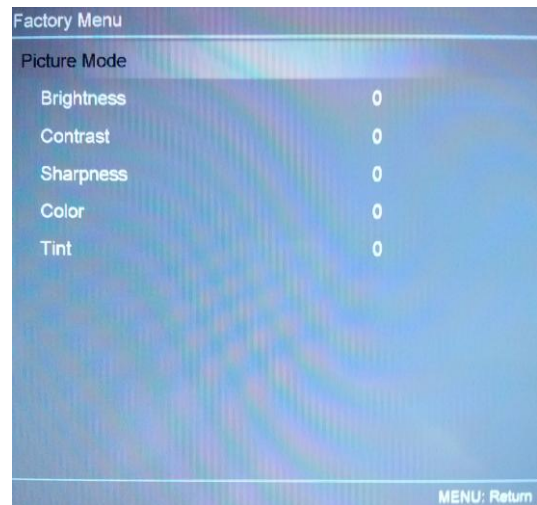 Factory Menu
Picture Mode
Brightness 0
Contrast 0
Sharpness 0
Color 0
Tint 0
MENU: Return